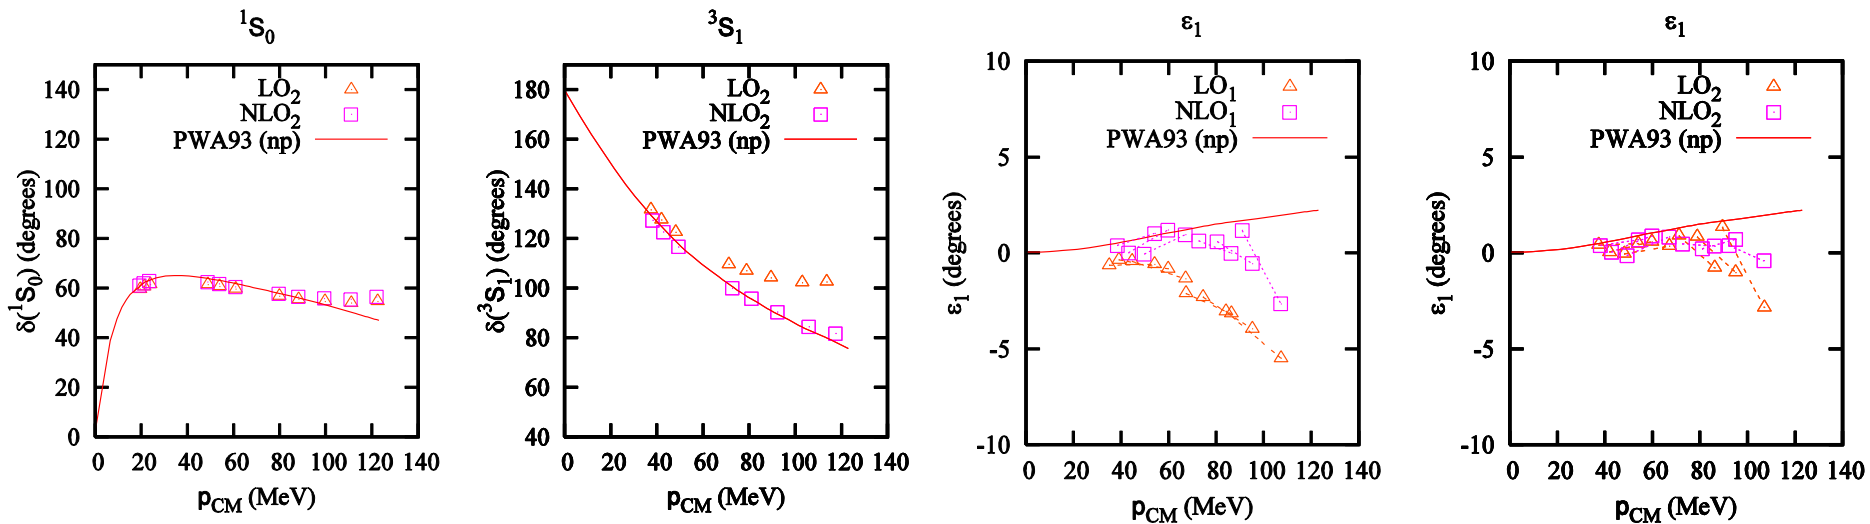 ¹S₀
δ(¹S₀) (degrees)
140
120
100
80
60
40
20
0
LO₂
NLO₂
PWA93 (np)
0 20 40 60 80 100 120 140
p_CM (MeV)
³S₁
δ(³S₁) (degrees)
180
160
140
120
100
80
60
40
LO₂
NLO₂
PWA93 (np)
0 20 40 60 80 100 120 140
p_CM (MeV)
ε₁
ε₁ (degrees)
10
5
0
-5
-10
LO₁
NLO₁
PWA93 (np)
0 20 40 60 80 100 120 140
p_CM (MeV)
ε₁
ε₁ (degrees)
10
5
0
-5
-10
LO₂
NLO₂
PWA93 (np)
0 20 40 60 80 100 120 140
p_CM (MeV)